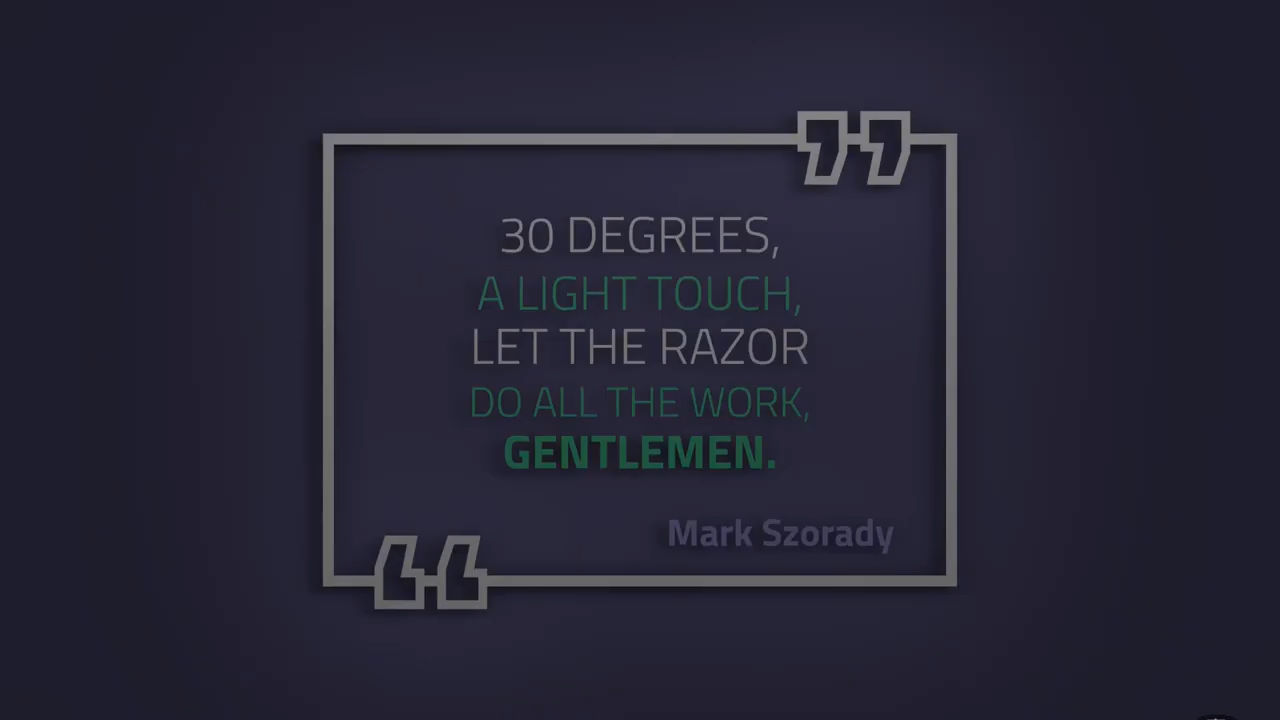 30 DEGREES,
A LIGHT TOUCH,
LET THE RAZOR
DO ALL THE WORK,
GENTLEMEN.
Mark Szorady